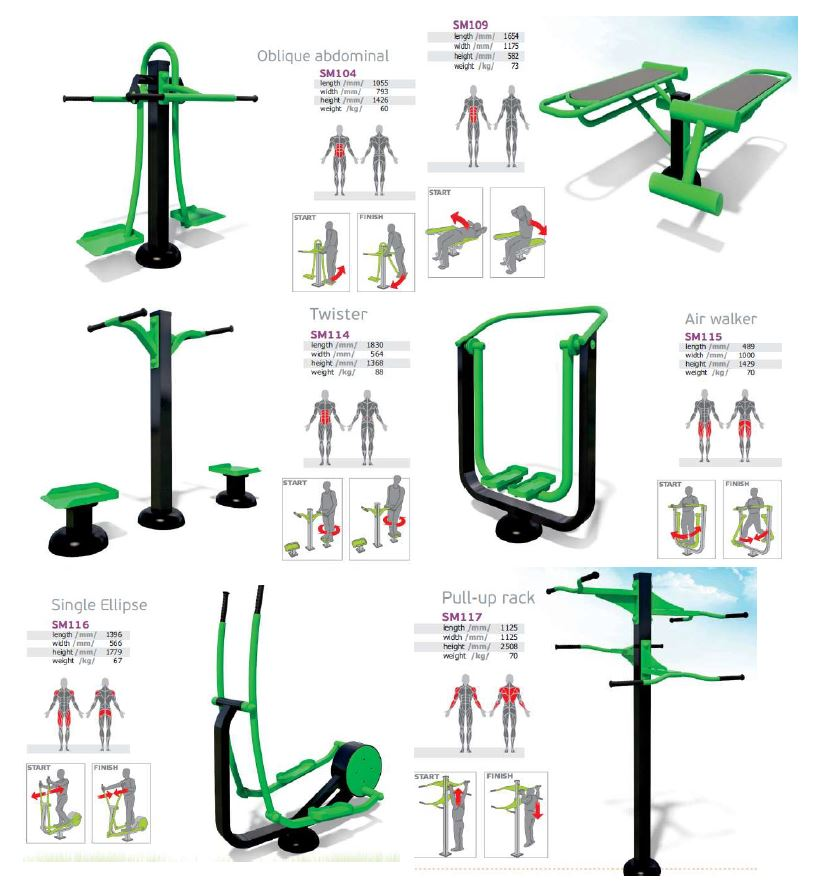 Oblique abdominal
SM104
length /mm/ 1055
width /mm/ 793
height /mm/ 1426
weight /kg/ 60
START
FINISH
SM109
length /mm/ 1654
width /mm/ 1175
height /mm/ 582
weight /kg/ 73
START
Twister
SM114
length /mm/ 1830
width /mm/ 564
height /mm/ 1368
weight /kg/ 88
START
Air walker
SM115
length /mm/ 489
width /mm/ 1000
height /mm/ 1429
weight /kg/ 70
START
FINISH
Single Ellipse
SM116
length /mm/ 1396
width /mm/ 566
height /mm/ 1779
weight /kg/ 67
START
FINISH
Pull-up rack
SM117
length /mm/ 1125
width /mm/ 1125
height /mm/ 2508
weight /kg/ 70
START
FINISH